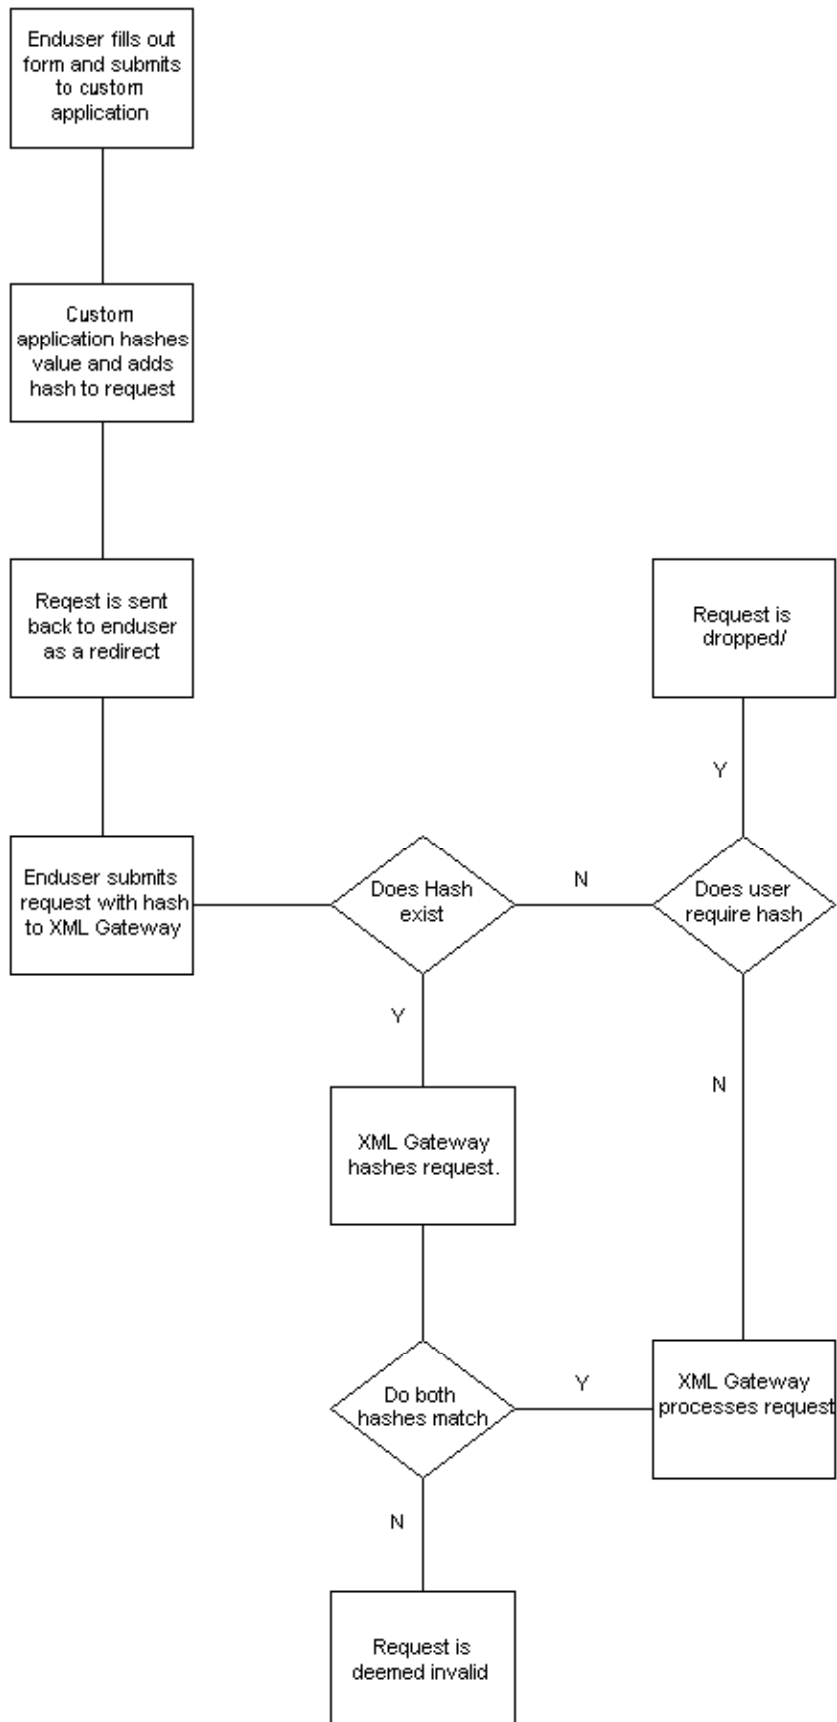 Enduser fills out
form and submits
to custom
application
Custom
application hashes
value and adds
hash to request
Reqest is sent
back to enduser
as a redirect
Request is
dropped/
Y
Enduser submits
request with hash
to XML Gateway
Does Hash
exist
N
Does user
require hash
Y
N
XML Gateway
hashes request.
Do both
hashes match
Y
XML Gateway
processes request
N
Request is
deemed invalid